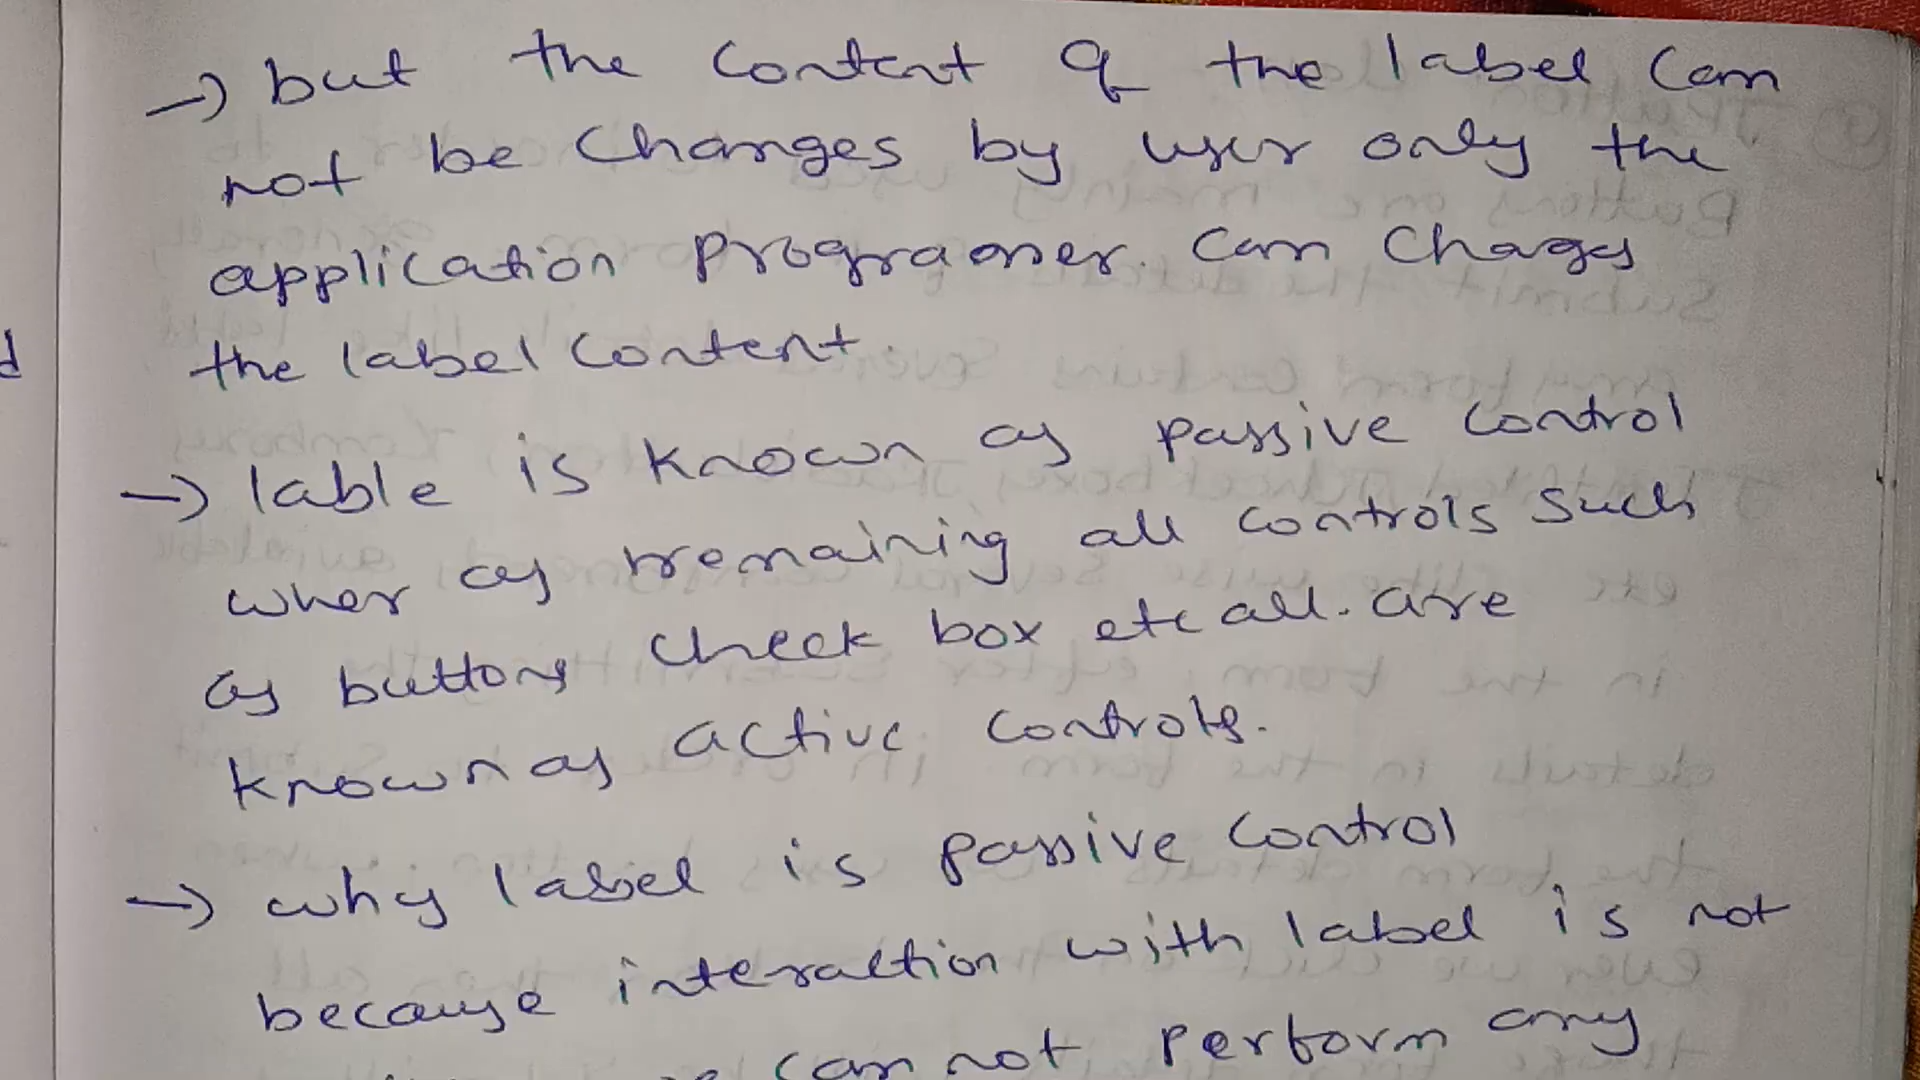 → but the content of the label can
not be changes by user only the
application programer. can chages
the label content.
→ lable is known as passive control
wher as remaining all controls such
as buttons check box etc all. are
known as active controls.
→ why label is passive control
because interaction with label is not
can not perform any